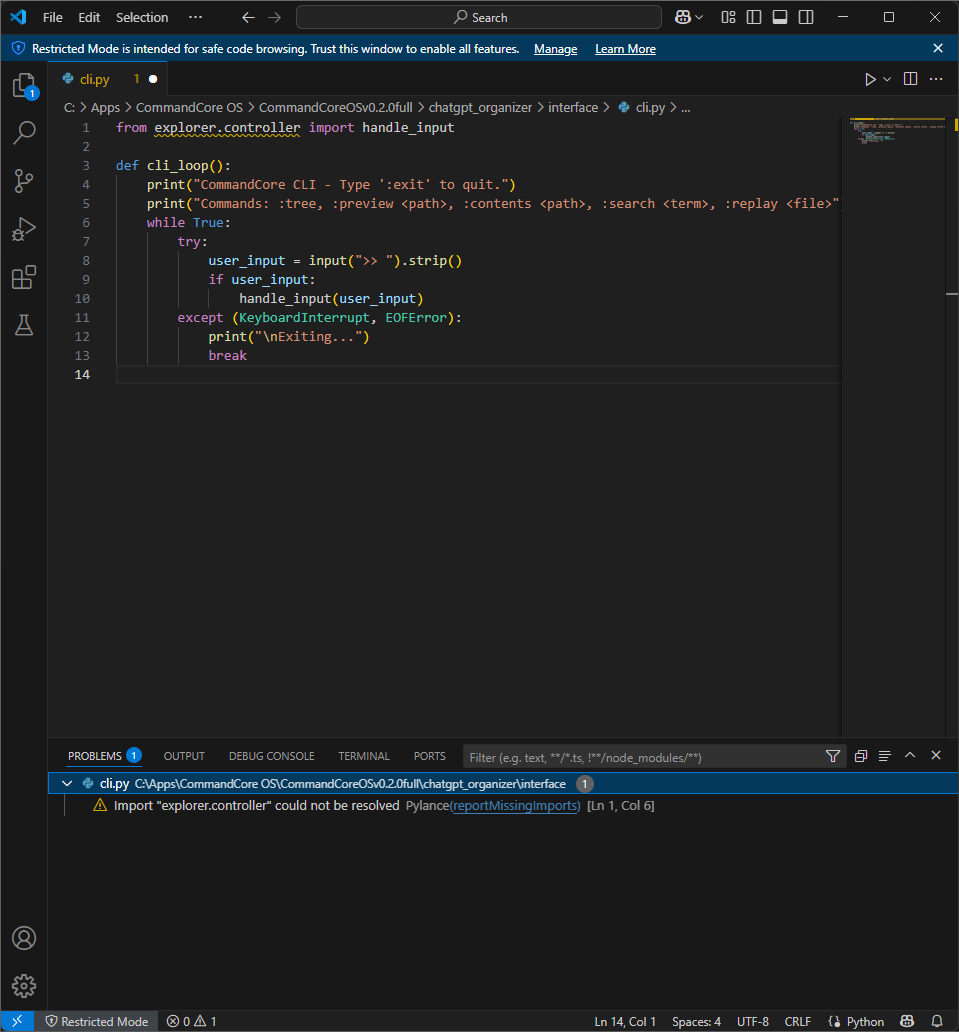 File Edit Selection ··· Search
Restricted Mode is intended for safe code browsing. Trust this window to enable all features. Manage Learn More
1
cli.py 1
C: > Apps > CommandCore OS > CommandCoreOSv0.2.0full > chatgpt_organizer > interface > cli.py > ...
1 from explorer.controller import handle_input
2
3 def cli_loop():
4 print("CommandCore CLI - Type ':exit' to quit.")
5 print("Commands: :tree, :preview <path>, :contents <path>, :search <term>, :replay <file>")
6 while True:
7 try:
8 user_input = input(">> ").strip()
9 if user_input:
10 handle_input(user_input)
11 except (KeyboardInterrupt, EOFError):
12 print("\nExiting...")
13 break
14
PROBLEMS 1 OUTPUT DEBUG CONSOLE TERMINAL PORTS Filter (e.g. text, **/*.ts, !**/node_modules/**)
cli.py C:\Apps\CommandCore OS\CommandCoreOSv0.2.0full\chatgpt_organizer\interface 1
Import "explorer.controller" could not be resolved Pylance(reportMissingImports) [Ln 1, Col 6]
Restricted Mode 0 1 Ln 14, Col 1 Spaces: 4 UTF-8 CRLF {} Python